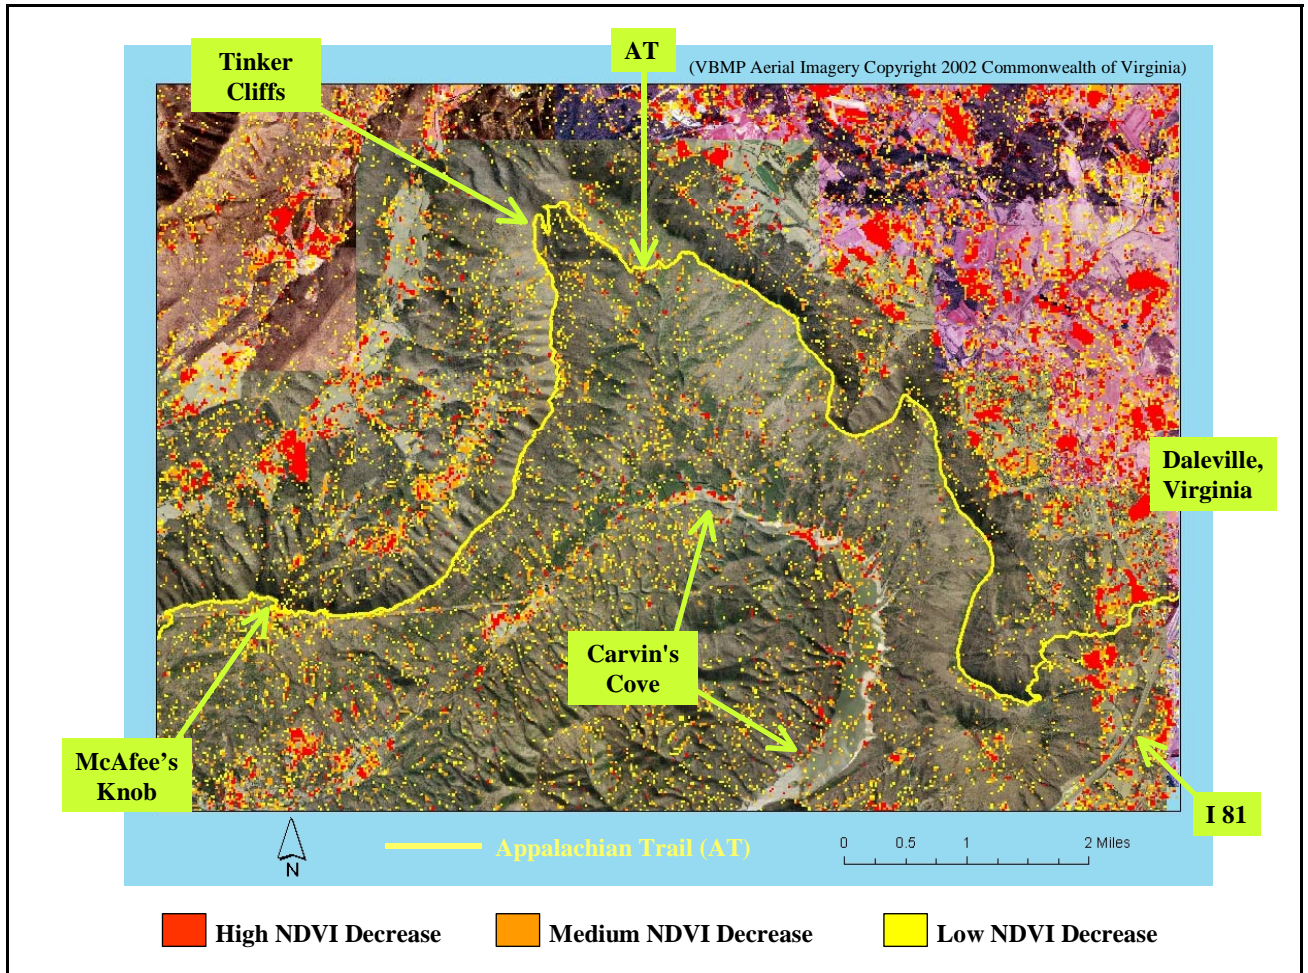 Tinker
Cliffs
AT
(VBMP Aerial Imagery Copyright 2002 Commonwealth of Virginia)
Daleville,
Virginia
Carvin's
Cove
McAfee’s
Knob
I 81
N
Appalachian Trail (AT)
0 0.5 1 2 Miles
High NDVI Decrease
Medium NDVI Decrease
Low NDVI Decrease